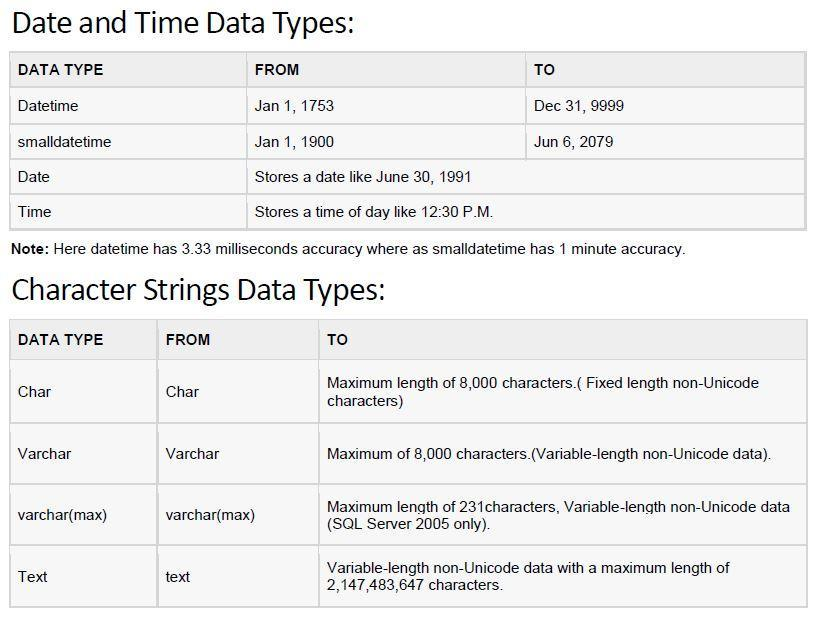 Date and Time Data Types:
DATA TYPE FROM TO
Datetime Jan 1, 1753 Dec 31, 9999
smalldatetime Jan 1, 1900 Jun 6, 2079
Date Stores a date like June 30, 1991
Time Stores a time of day like 12:30 P.M.
Note: Here datetime has 3.33 milliseconds accuracy where as smalldatetime has 1 minute accuracy.
Character Strings Data Types:
DATA TYPE FROM TO
Char Char Maximum length of 8,000 characters.( Fixed length non-Unicode
characters)
Varchar Varchar Maximum of 8,000 characters.(Variable-length non-Unicode data).
varchar(max) varchar(max) Maximum length of 231characters, Variable-length non-Unicode data
(SQL Server 2005 only).
Text text Variable-length non-Unicode data with a maximum length of
2,147,483,647 characters.